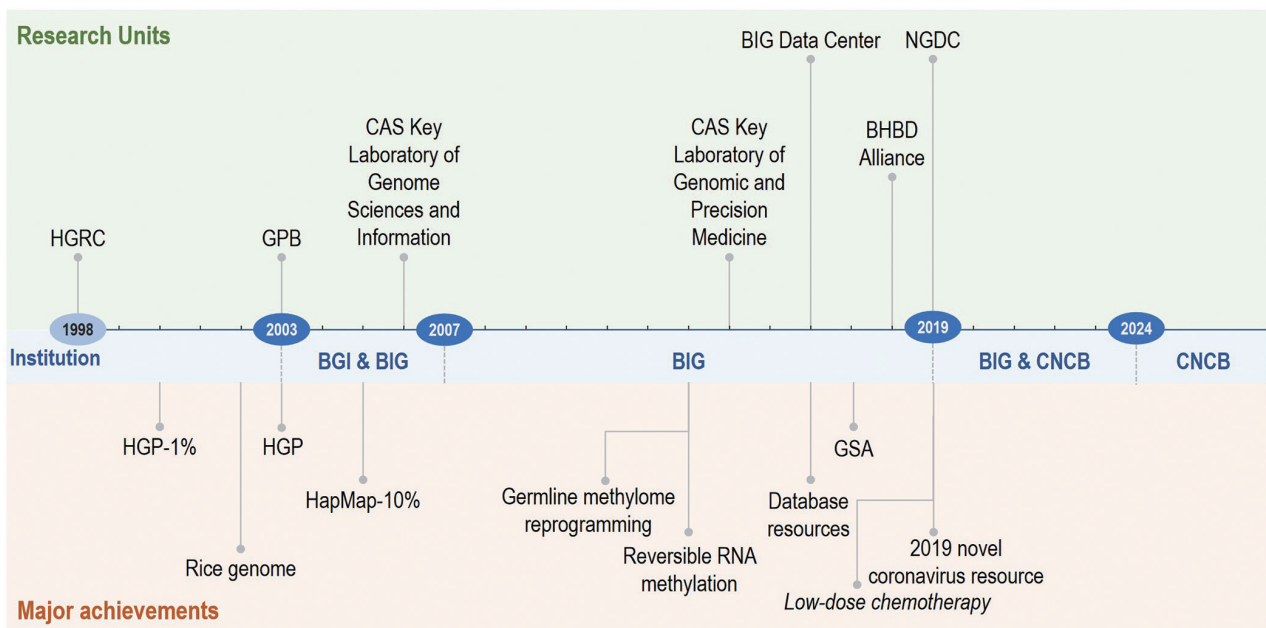 Research Units
BIG Data Center
NGDC
CAS Key
Laboratory of
Genome
Sciences and
Information
CAS Key
Laboratory of
Genomic and
Precision
Medicine
BHBD
Alliance
HGRC
GPB
1998
2003
2007
2019
2024
Institution
BGI & BIG
BIG
BIG & CNCB
CNCB
HGP-1%
HGP
GSA
HapMap-10%
Germline methylome
reprogramming
Database
resources
Rice genome
Reversible RNA
methylation
2019 novel
coronavirus resource
Low-dose chemotherapy
Major achievements